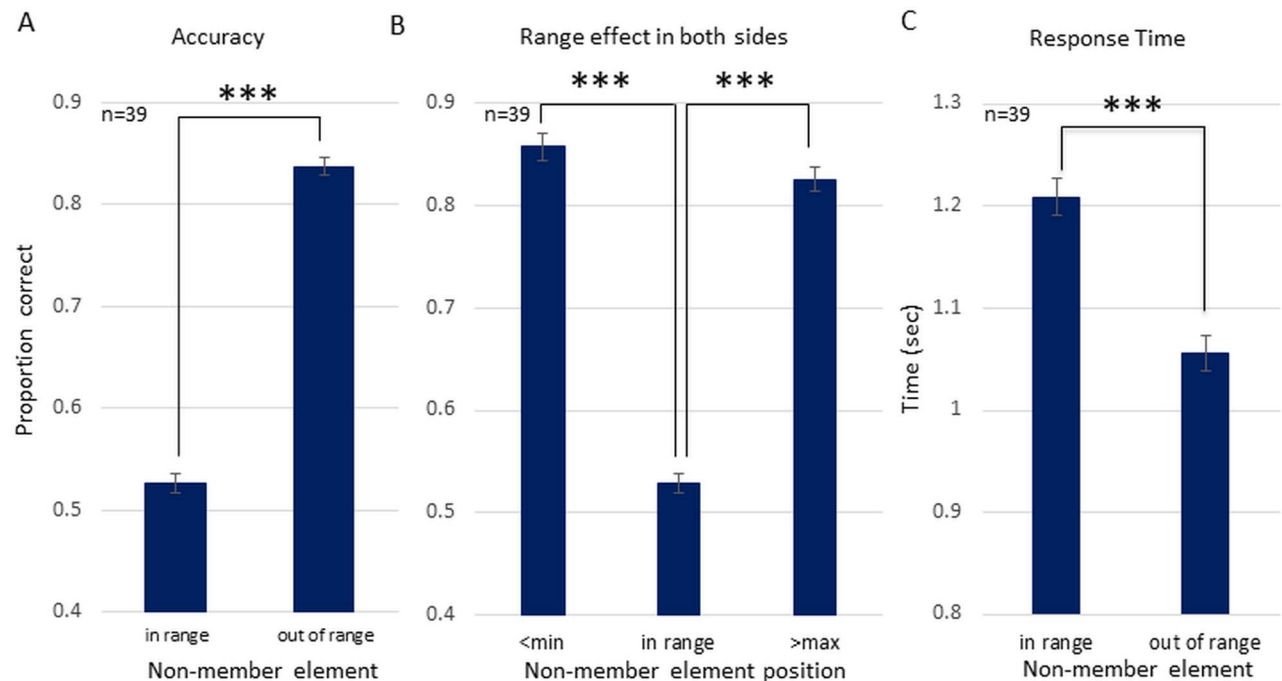 A
Accuracy
***
n=39
0.9
0.8
0.7
0.6
0.5
0.4
Proportion correct
in range
out of range
Non-member element
B
Range effect in both sides
***
***
n=39
0.9
0.8
0.7
0.6
0.5
0.4
<min
in range
>max
Non-member element position
C
Response Time
***
n=39
1.3
1.2
1.1
1
0.9
0.8
Time (sec)
in range
out of range
Non-member element